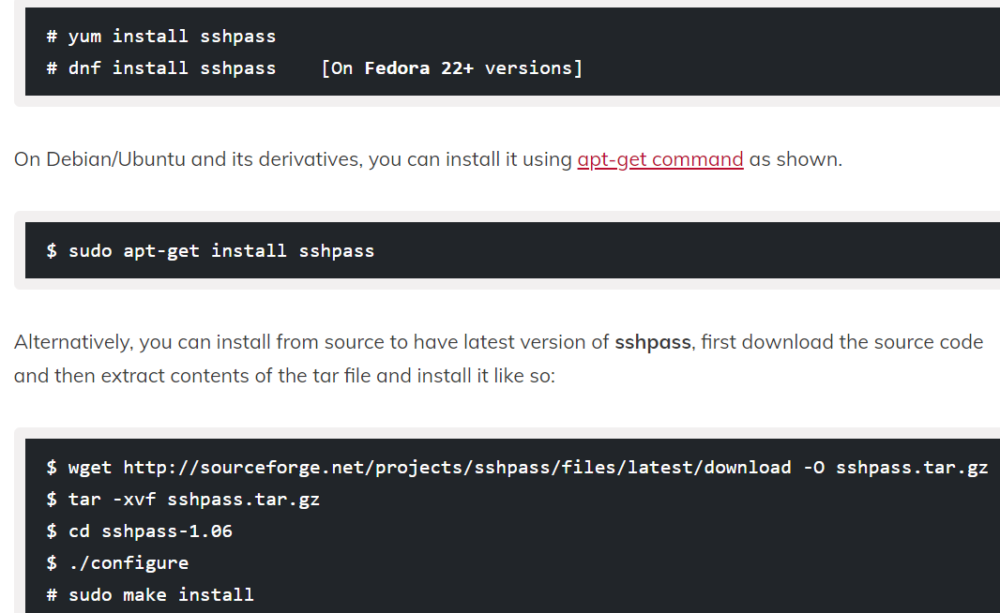 # yum install sshpass
# dnf install sshpass    [On Fedora 22+ versions]
On Debian/Ubuntu and its derivatives, you can install it using apt-get command as shown.
$ sudo apt-get install sshpass
Alternatively, you can install from source to have latest version of sshpass, first download the source code
and then extract contents of the tar file and install it like so:
$ wget http://sourceforge.net/projects/sshpass/files/latest/download -O sshpass.tar.gz
$ tar -xvf sshpass.tar.gz
$ cd sshpass-1.06
$ ./configure
# sudo make install